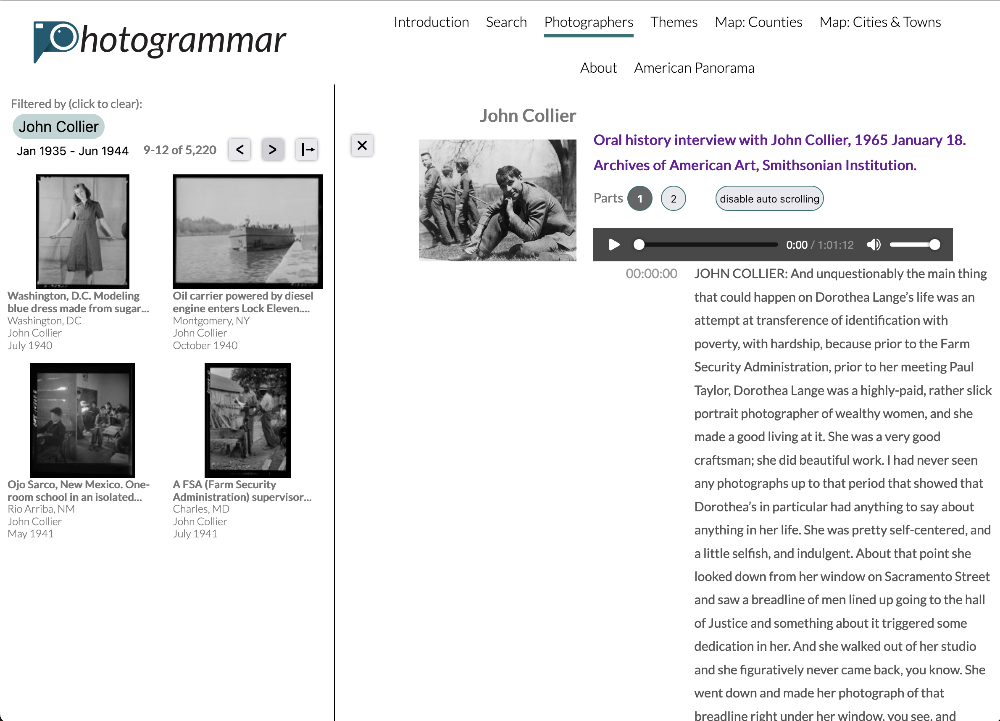 Photogrammar
Introduction Search Photographers Themes Map: Counties Map: Cities & Towns
About American Panorama
Filtered by (click to clear):
John Collier
Jan 1935 - Jun 1944 9-12 of 5,220 < >
Washington, D.C. Modeling
blue dress made from sugar...
Washington, DC
John Collier
July 1940
Oil carrier powered by diesel
engine enters Lock Eleven....
Montgomery, NY
John Collier
October 1940
Ojo Sarco, New Mexico. One-
room school in an isolated...
Rio Arriba, NM
John Collier
May 1941
A FSA (Farm Security
Administration) supervisor...
Charles, MD
John Collier
July 1941
John Collier
Oral history interview with John Collier, 1965 January 18.
Archives of American Art, Smithsonian Institution.
Parts 1 2 disable auto scrolling
0:00 / 1:01:12
00:00:00 JOHN COLLIER: And unquestionably the main thing
that could happen on Dorothea Lange’s life was an
attempt at transference of identification with
poverty, with hardship, because prior to the Farm
Security Administration, prior to her meeting Paul
Taylor, Dorothea Lange was a highly-paid, rather slick
portrait photographer of wealthy women, and she
made a good living at it. She was a very good
craftsman; she did beautiful work. I had never seen
any photographs up to that period that showed that
Dorothea’s in particular had anything to say about
anything in her life. She was pretty self-centered, and
a little selfish, and indulgent. About that point she
looked down from her window on Sacramento Street
and saw a breadline of men lined up going to the hall
of Justice and something about it triggered some
dedication in her. And she walked out of her studio
and she figuratively never came back, you know. She
went down and made her photograph of that
breadline right under her window, you see, and